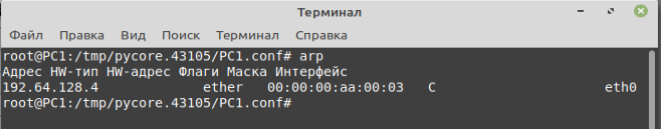 Терминал
Файл Правка Вид Поиск Терминал Справка
root@PC1:/tmp/pycore.43105/PC1.conf# arp
Адрес HW-тип HW-адрес Флаги Маска Интерфейс
192.64.128.4 ether 00:00:00:aa:00:03 C eth0
root@PC1:/tmp/pycore.43105/PC1.conf#